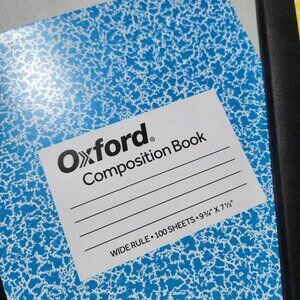 Oxford®
Composition Book
WIDE RULE • 100 SHEETS • 9¾" X 7½"